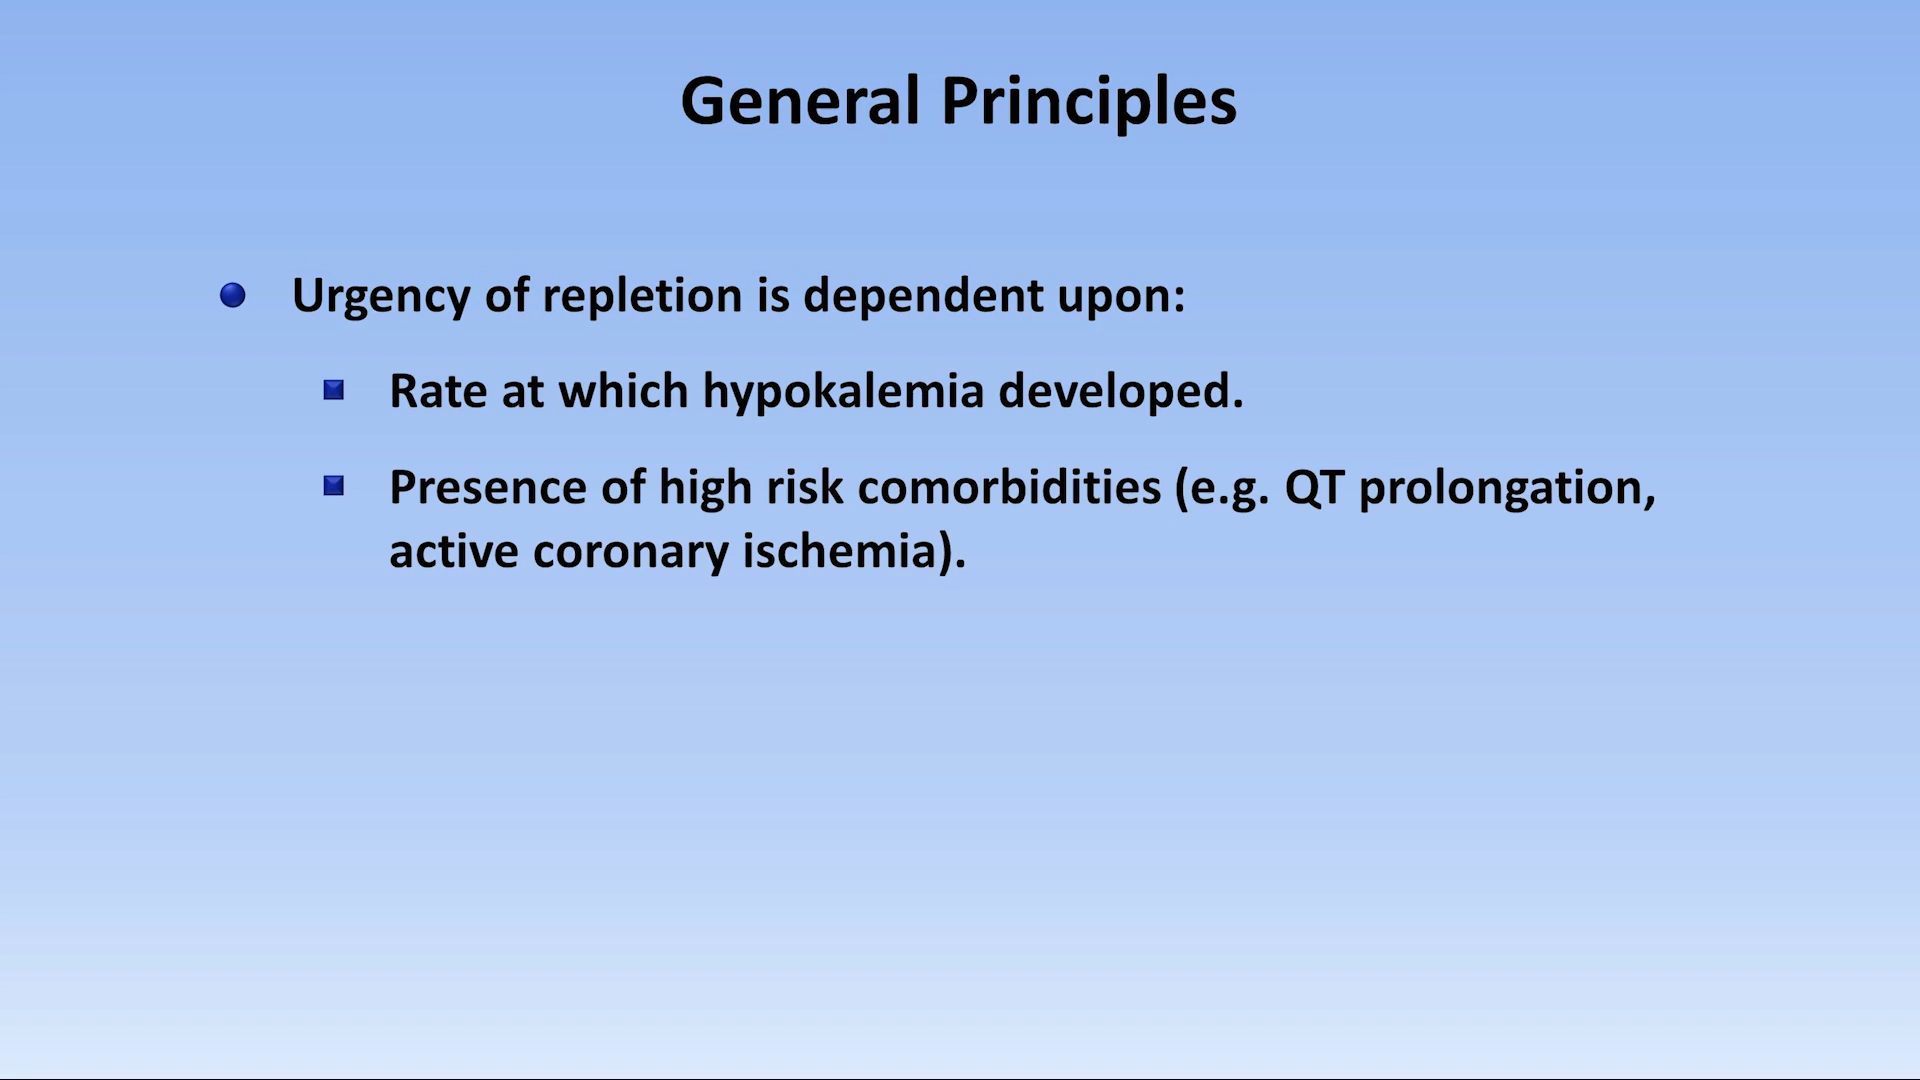 General Principles
Urgency of repletion is dependent upon:
Rate at which hypokalemia developed.
Presence of high risk comorbidities (e.g. QT prolongation,
active coronary ischemia).